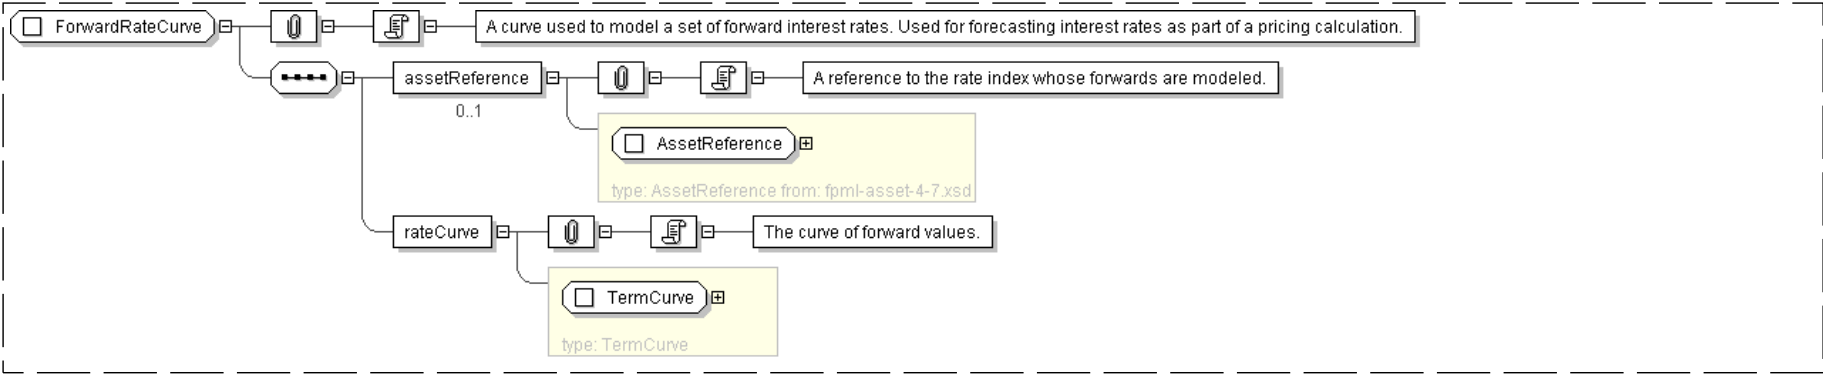 ForwardRateCurve
A curve used to model a set of forward interest rates. Used for forecasting interest rates as part of a pricing calculation.
assetReference
A reference to the rate index whose forwards are modeled.
0..1
AssetReference
type: AssetReference from: fpml-asset-4-7.xsd
rateCurve
The curve of forward values.
TermCurve
type: TermCurve